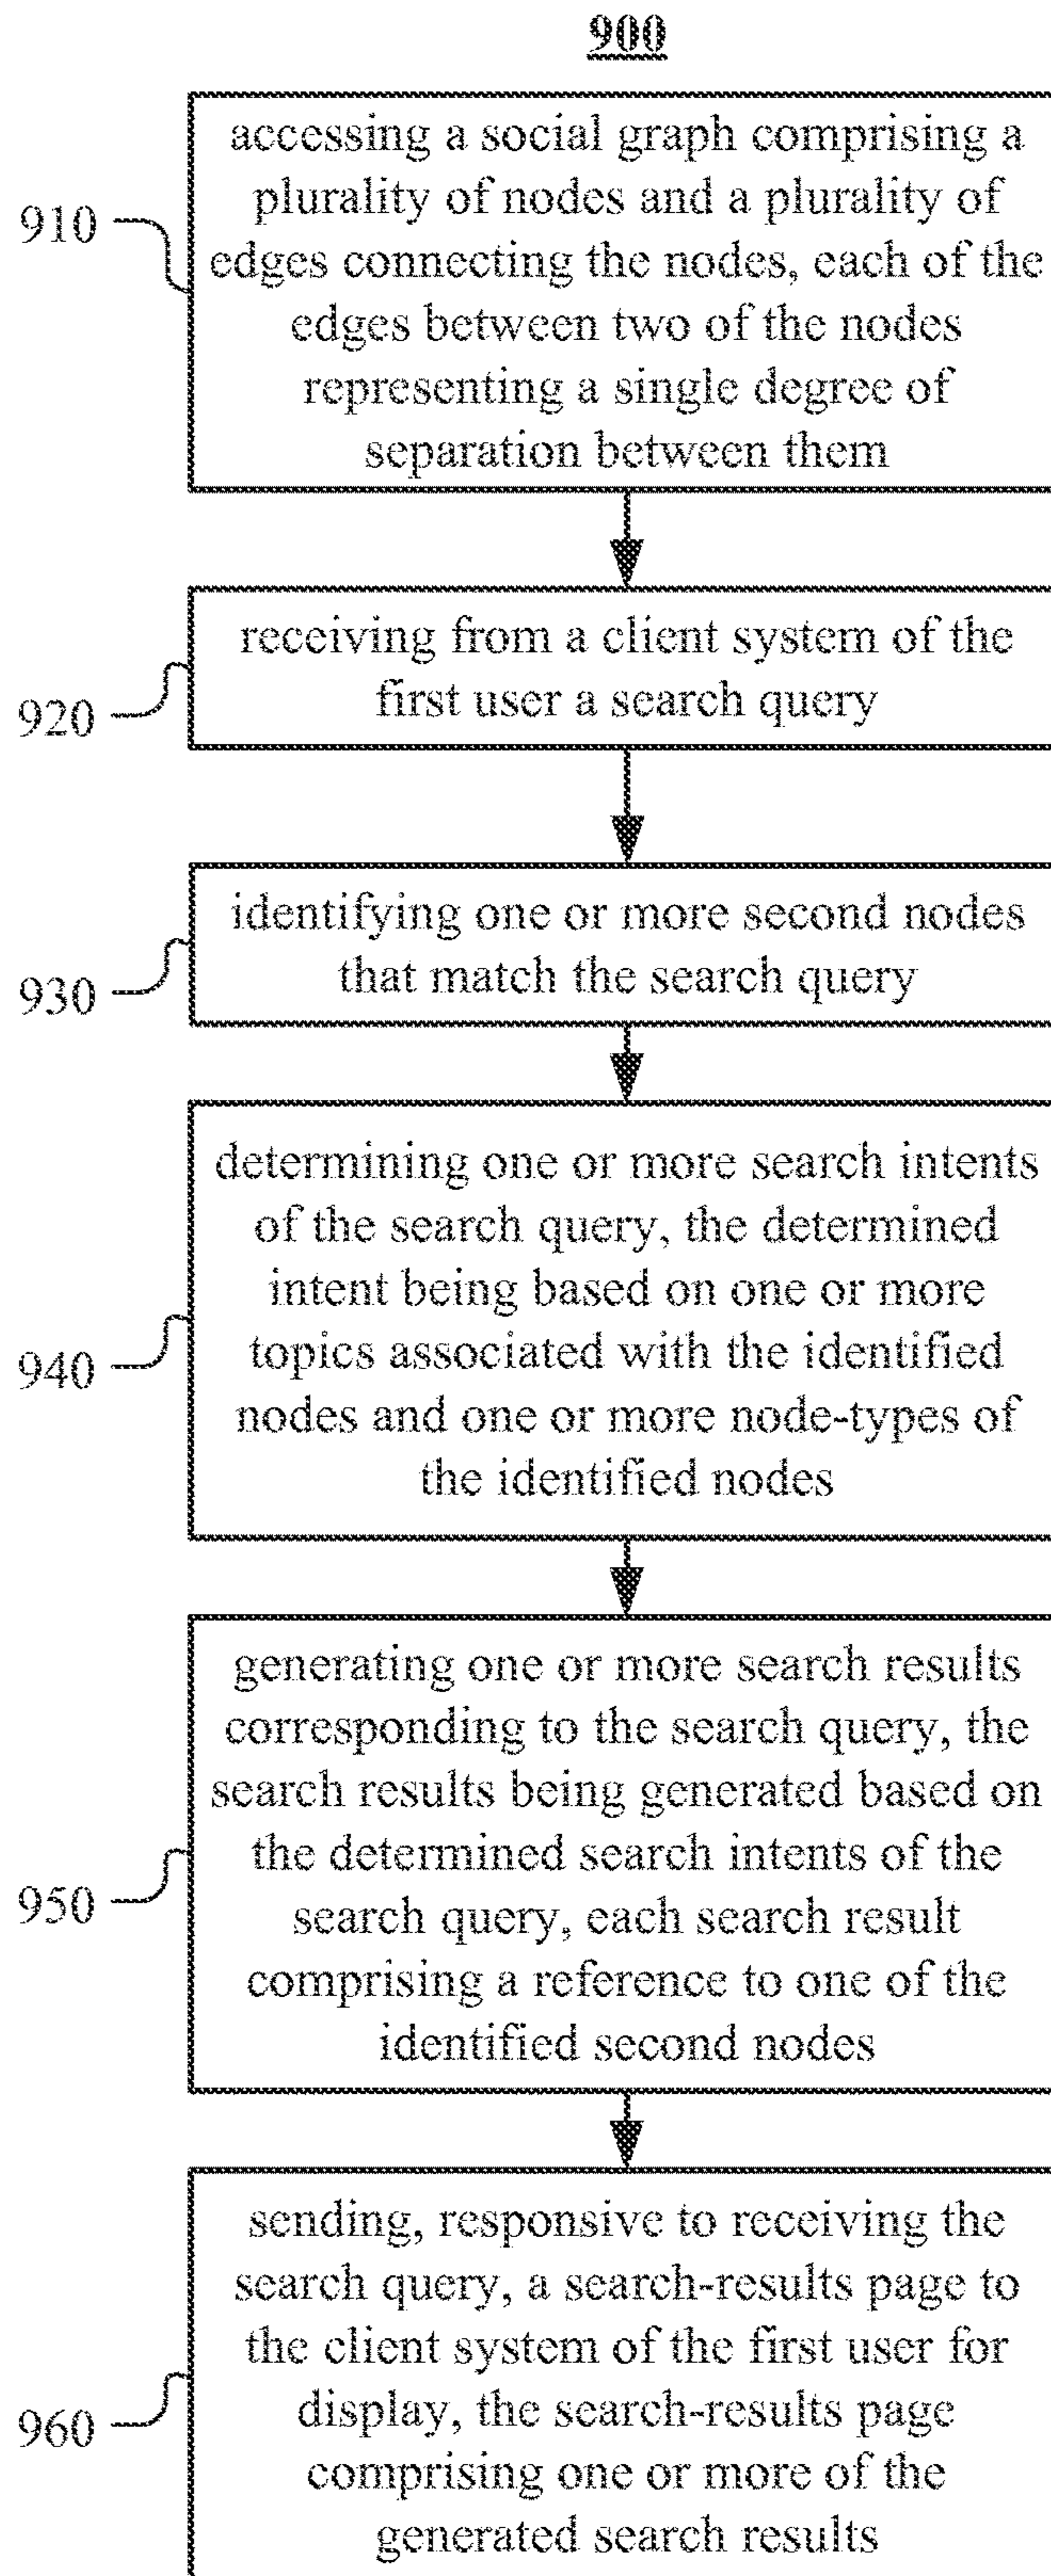 900
accessing a social graph comprising a
plurality of nodes and a plurality of
edges connecting the nodes, each of the
edges between two of the nodes
representing a single degree of
separation between them
910
receiving from a client system of the
first user a search query
920
identifying one or more second nodes
that match the search query
930
determining one or more search intents
of the search query, the determined
intent being based on one or more
topics associated with the identified
nodes and one or more node-types of
the identified nodes
940
generating one or more search results
corresponding to the search query, the
search results being generated based on
the determined search intents of the
search query, each search result
comprising a reference to one of the
identified second nodes
950
sending, responsive to receiving the
search query, a search-results page to
the client system of the first user for
display, the search-results page
comprising one or more of the
generated search results
960